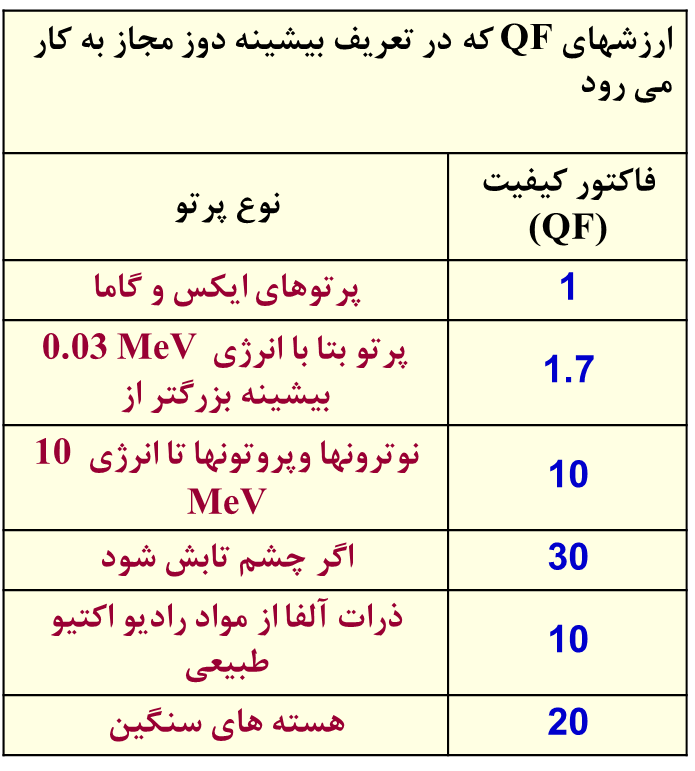 ارزشهای QF که در تعریف بیشینه دوز مجاز به کار
می رود
فاکتور کیفیت
(QF)
نوع پرتو
1
پرتوهای ایکس و گاما
1.7
پرتو بتا با انرژی 0.03 MeV
بیشینه بزرگتر از
10
نوترونها وپروتونها تا انرژی 10
MeV
30
اگر چشم تابش شود
10
ذرات آلفا از مواد رادیو اکتیو
طبیعی
20
هسته های سنگین